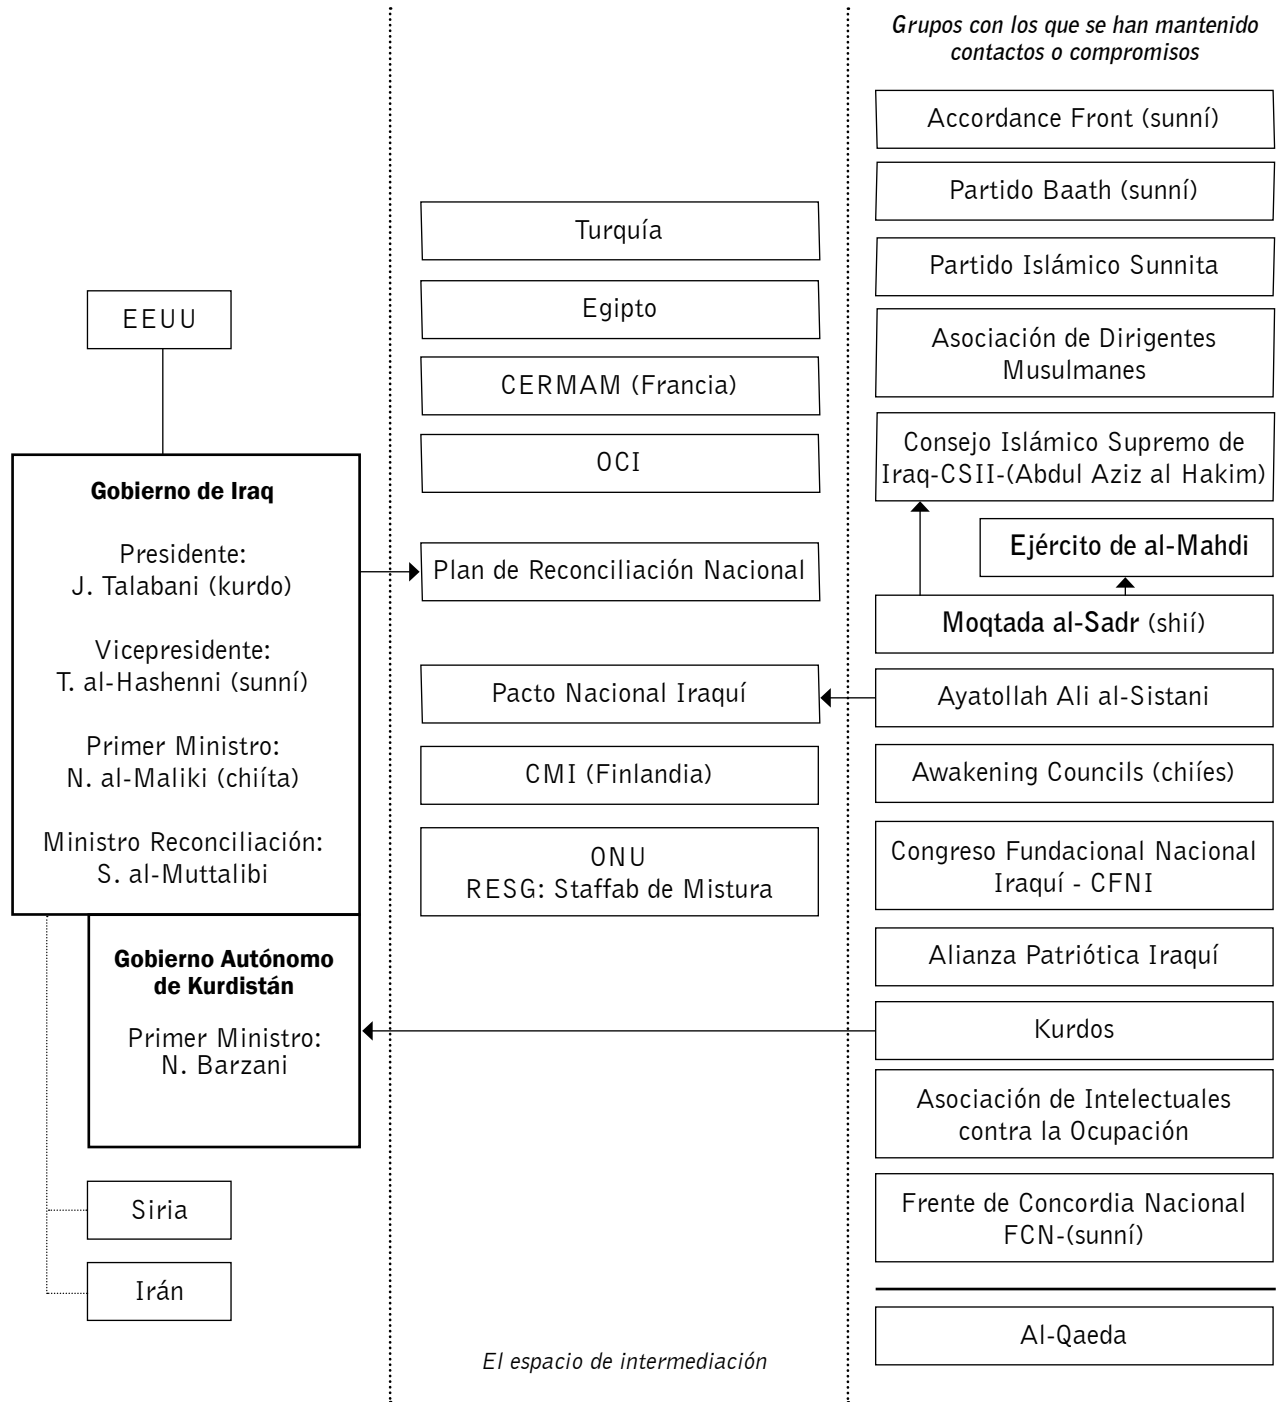 EEUU
Gobierno de Iraq
Presidente:
J. Talabani (kurdo)
Vicepresidente:
T. al-Hashenni (sunní)
Primer Ministro:
N. al-Maliki (chiíta)
Ministro Reconciliación:
S. al-Muttalibi
Gobierno Autónomo
de Kurdistán
Primer Ministro:
N. Barzani
Siria
Irán
Turquía
Egipto
CERMAM (Francia)
OCI
Plan de Reconciliación Nacional
Pacto Nacional Iraquí
CMI (Finlandia)
ONU
RESG: Staffab de Mistura
El espacio de intermediación
Grupos con los que se han mantenido
contactos o compromisos
Accordance Front (sunní)
Partido Baath (sunní)
Partido Islámico Sunnita
Asociación de Dirigentes
Musulmanes
Consejo Islámico Supremo de
Iraq-CSII-(Abdul Aziz al Hakim)
Ejército de al-Mahdi
Moqtada al-Sadr (shií)
Ayatollah Ali al-Sistani
Awakening Councils (chiíes)
Congreso Fundacional Nacional
Iraquí - CFNI
Alianza Patriótica Iraquí
Kurdos
Asociación de Intelectuales
contra la Ocupación
Frente de Concordia Nacional
FCN-(sunní)
Al-Qaeda